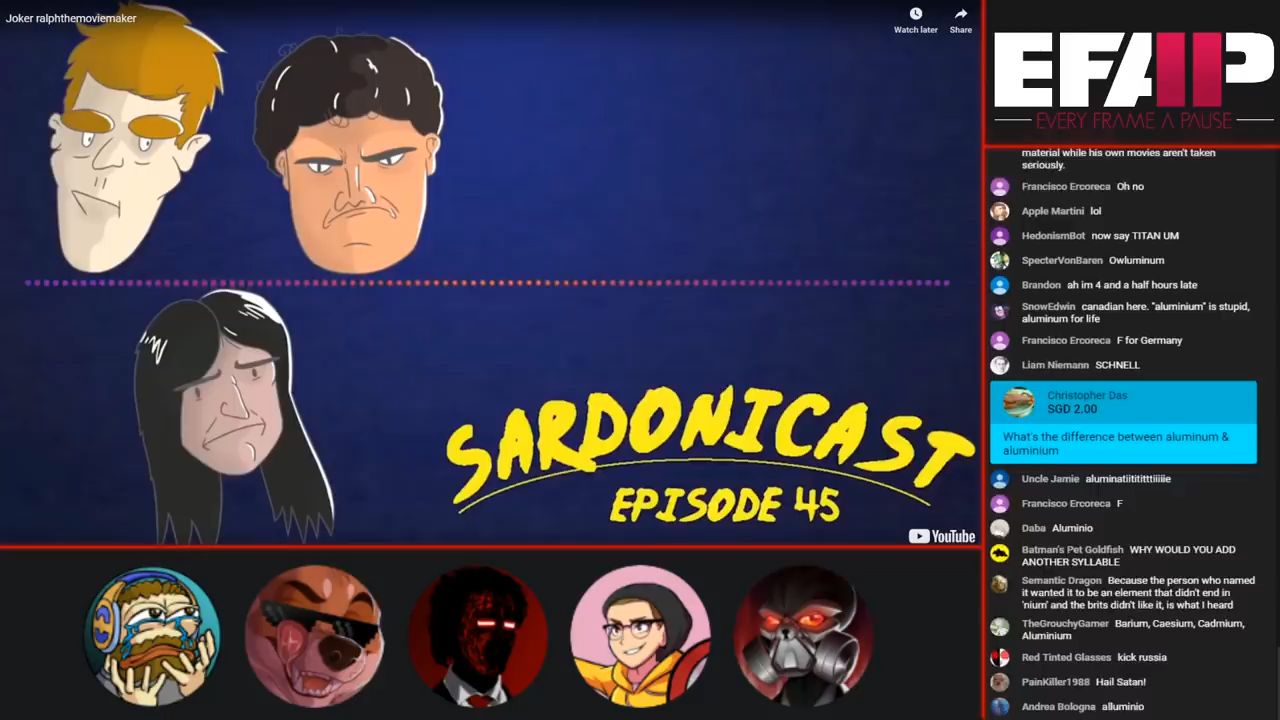 Joker ralphthemoviemaker
Watch later
Share
SARDONICAST
EPISODE 45
YouTube
EFAP
EVERY FRAME A PAUSE
material while his own movies aren't taken
seriously.
Francisco Ercoreca Oh no
Apple Martini lol
HedonismBot now say TITAN UM
SpecterVonBaren Owluminum
Brandon ah im 4 and a half hours late
SnowEdwin canadian here. "aluminium" is stupid,
aluminum for life
Francisco Ercoreca F for Germany
Liam Niemann SCHNELL
Christopher Das
SGD 2.00
What's the difference between aluminum &
aluminium
Uncle Jamie aluminatiitititttiiiiie
Francisco Ercoreca F
Daba Aluminio
Batman's Pet Goldfish WHY WOULD YOU ADD
ANOTHER SYLLABLE
Semantic Dragon Because the person who named
it wanted it to be an element that didn't end in
'nium' and the brits didn't like it, is what I heard
TheGrouchyGamer Barium, Caesium, Cadmium,
Aluminium
Red Tinted Glasses kick russia
PainKiller1988 Hail Satan!
Andrea Bologna alluminio